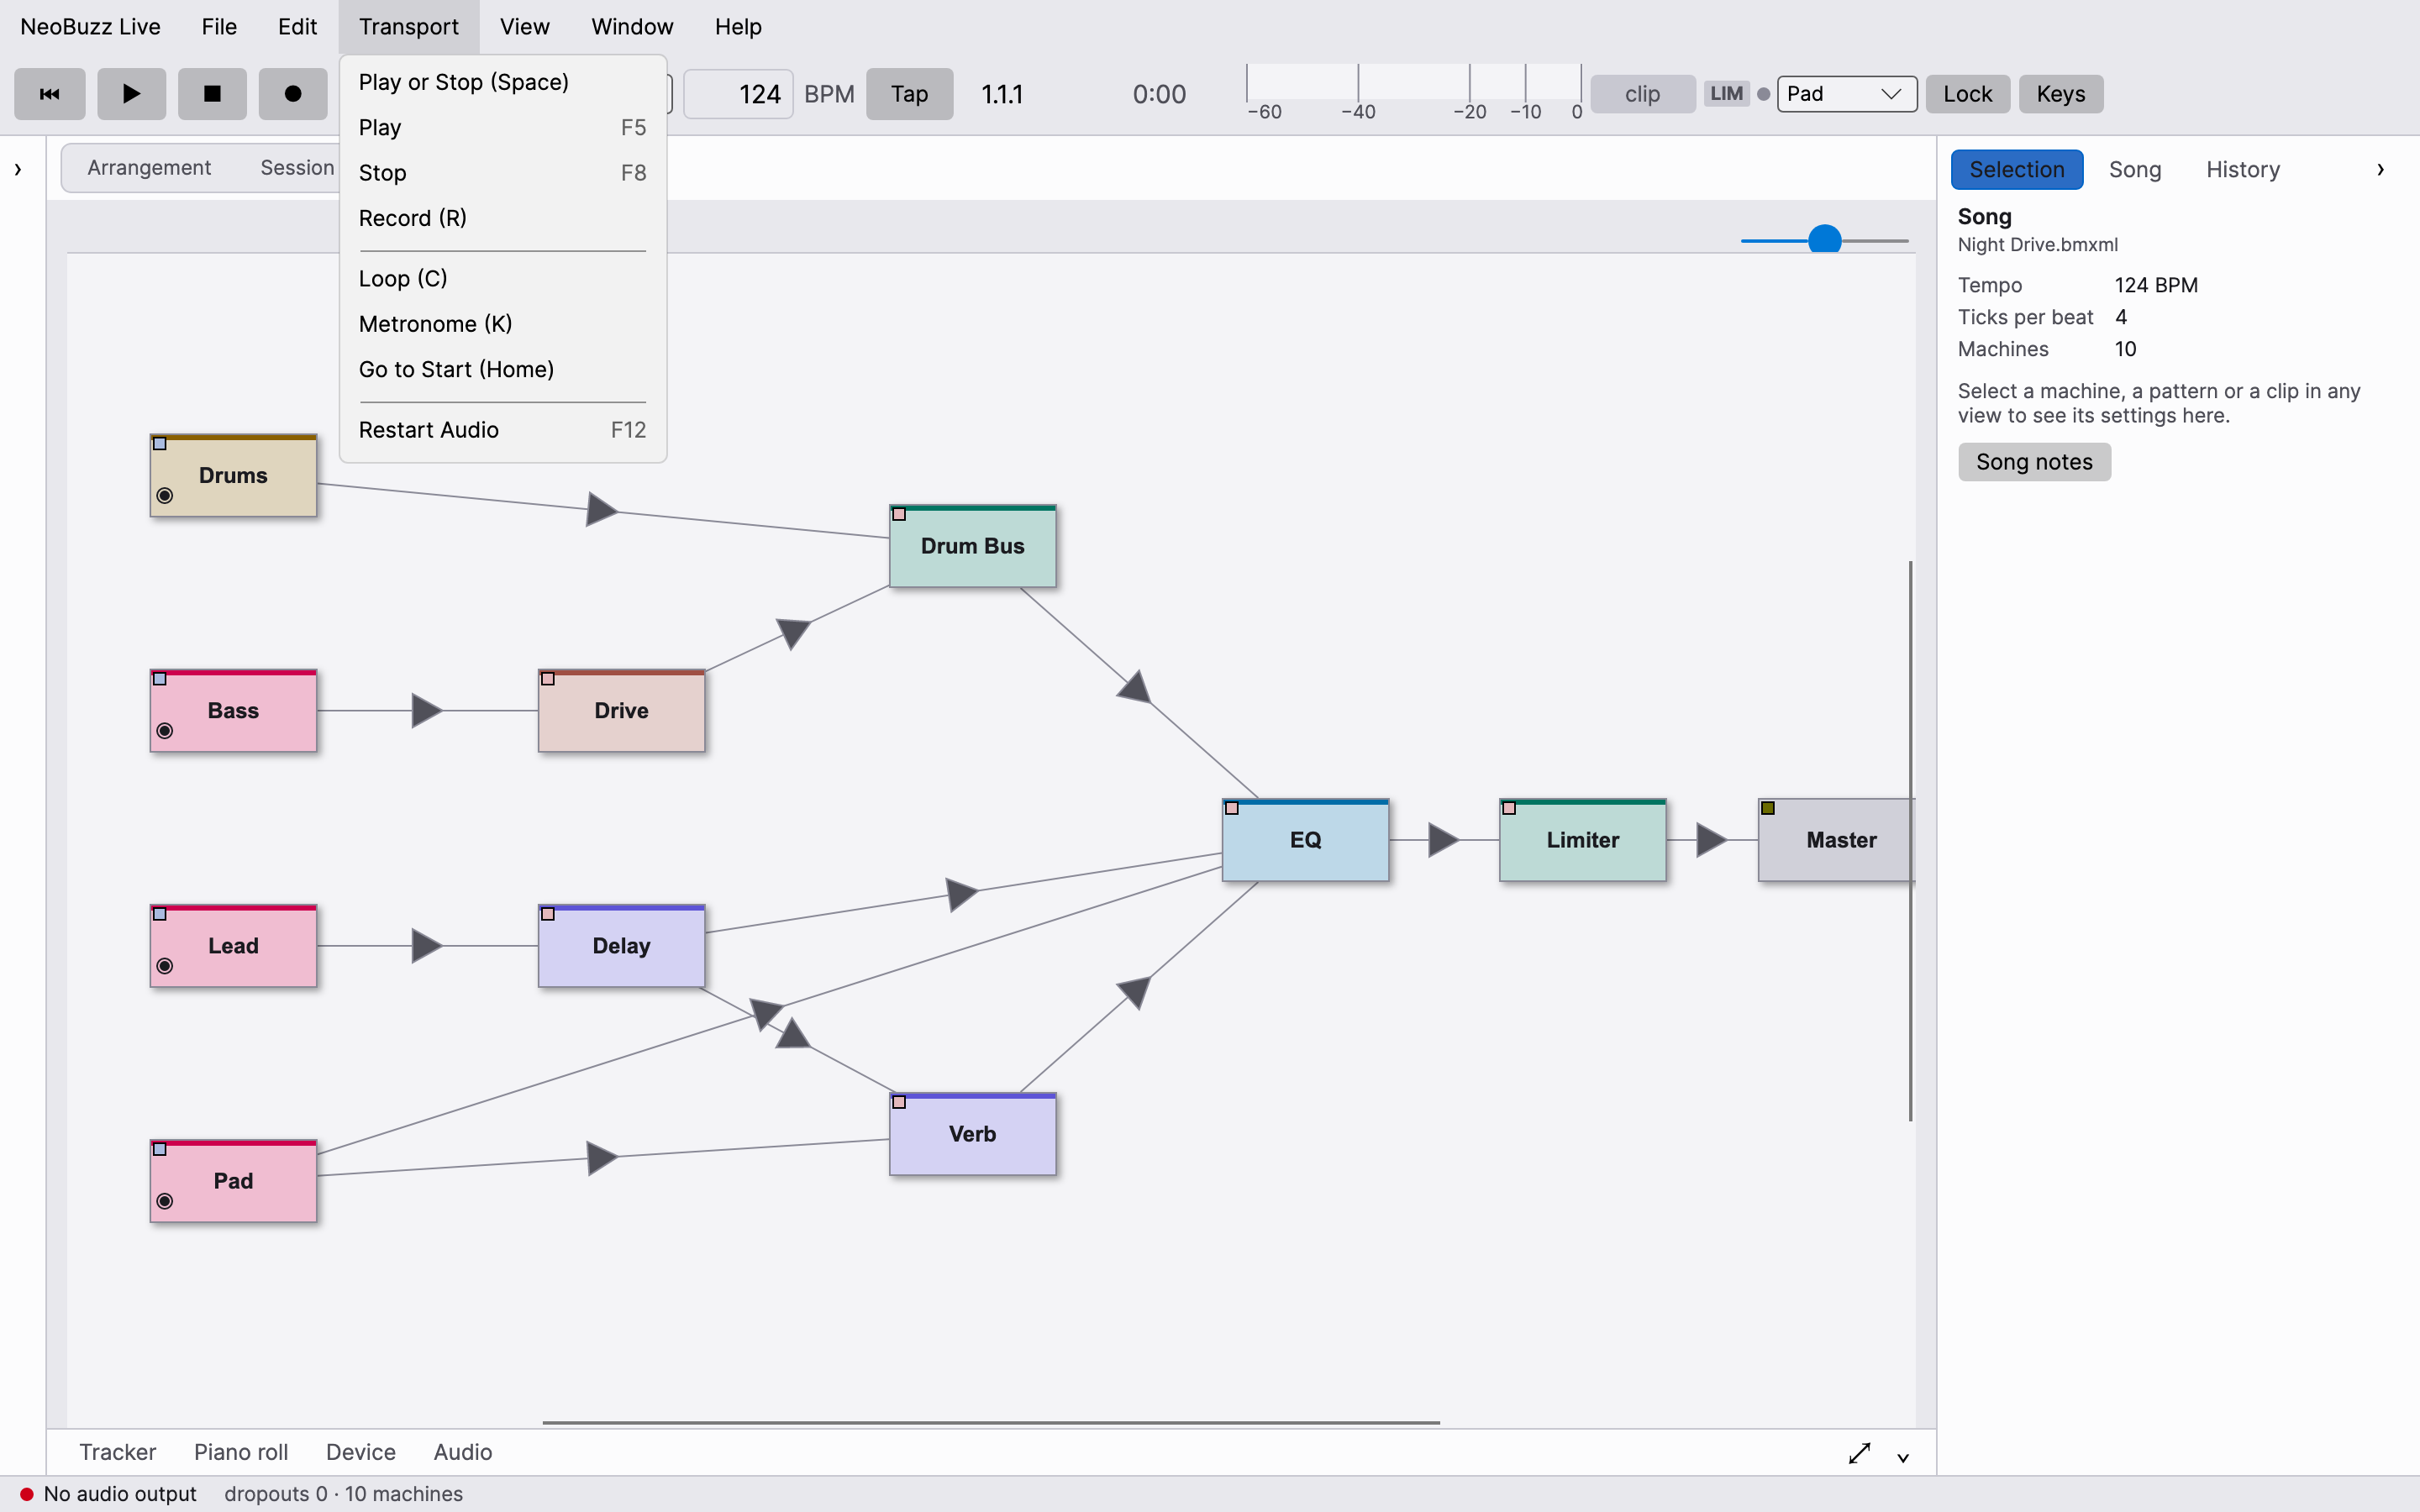 NeoBuzz Live File Edit Transport View Window Help
124 BPM Tap 1.1.1 0:00 −60 −40 −20 −10 0 clip LIM Pad Lock Keys
Play or Stop (Space)
Play F5
Stop F8
Record (R)
Loop (C)
Metronome (K)
Go to Start (Home)
Restart Audio F12
Arrangement Session
Selection Song History
Song
Night Drive.bmxml
Tempo 124 BPM
Ticks per beat 4
Machines 10
Select a machine, a pattern or a clip in any
view to see its settings here.
Song notes
Drums
Drum Bus
Bass
Drive
EQ
Limiter
Master
Lead
Delay
Verb
Pad
Tracker Piano roll Device Audio
No audio output dropouts 0 · 10 machines